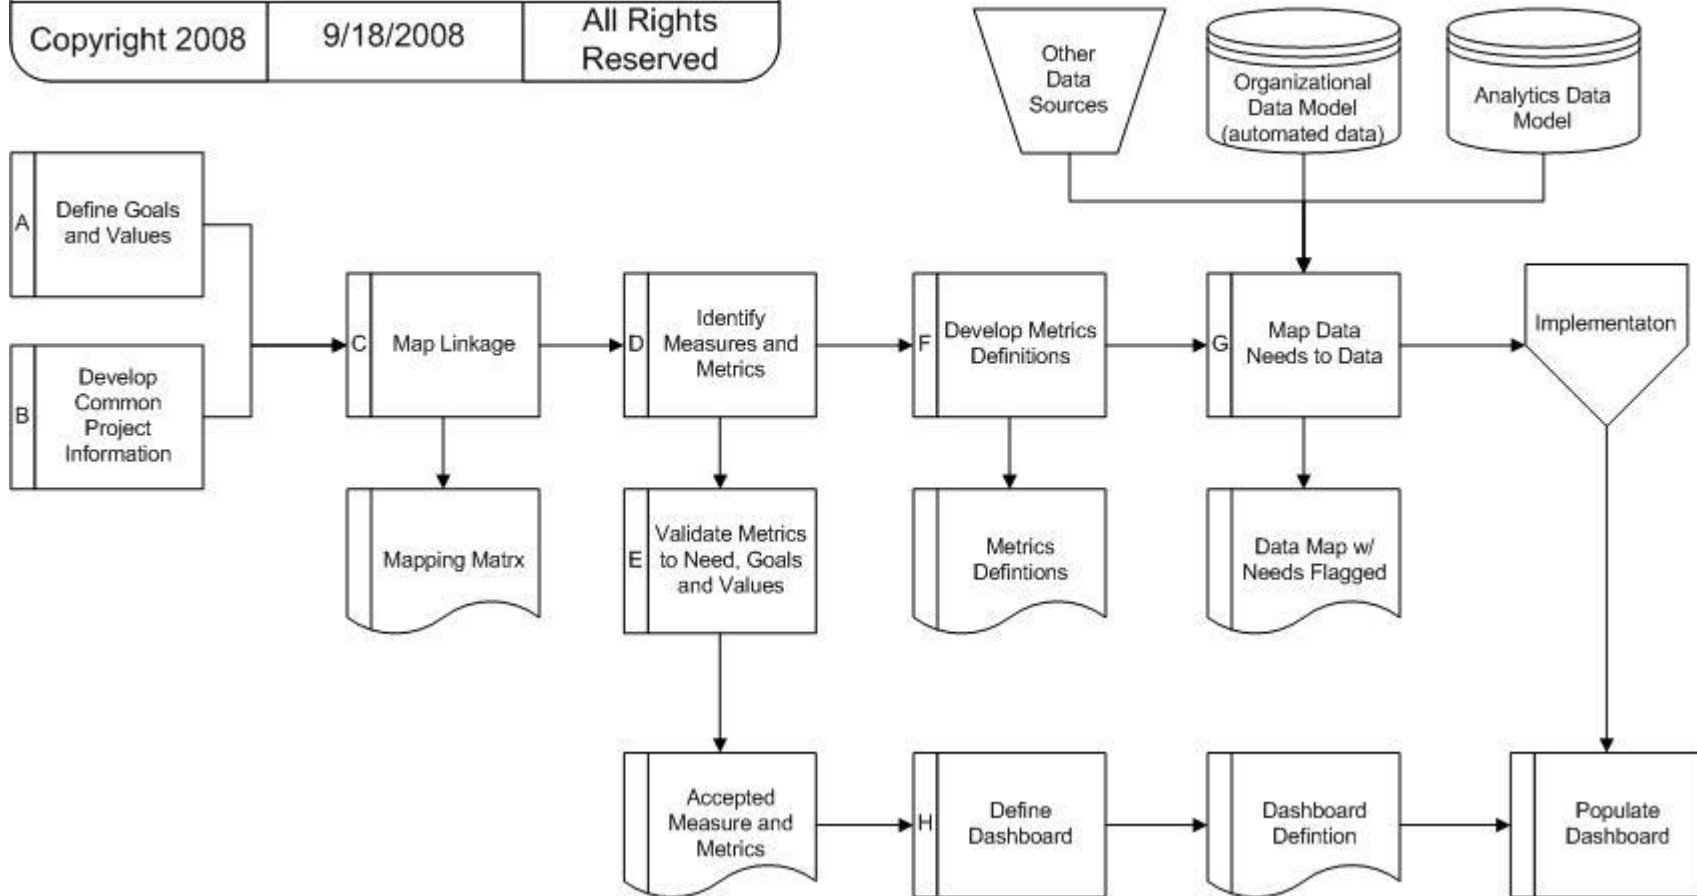 Copyright 2008
9/18/2008
All Rights
Reserved
Other
Data
Sources
Organizational
Data Model
(automated data)
Analytics Data
Model
A
Define Goals
and Values
B
Develop
Common
Project
Information
C
Map Linkage
D
Identify
Measures and
Metrics
F
Develop Metrics
Definitions
G
Map Data
Needs to Data
Implementaton
Mapping Matrx
E
Validate Metrics
to Need, Goals
and Values
Metrics
Defintions
Data Map w/
Needs Flagged
Accepted
Measure and
Metrics
H
Define
Dashboard
Dashboard
Defintion
Populate
Dashboard